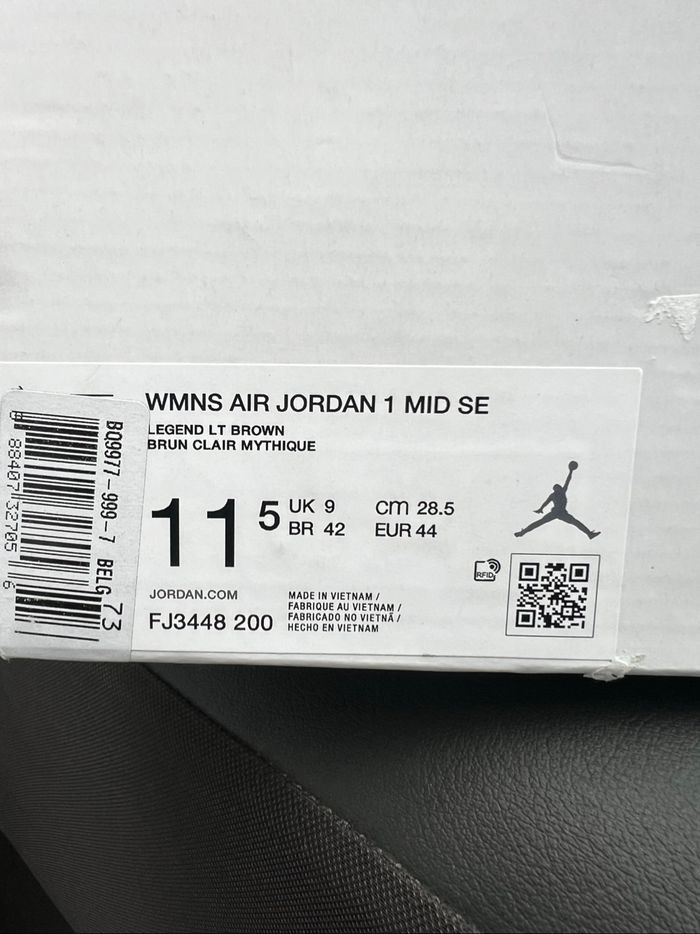 WMNS AIR JORDAN 1 MID SE
LEGEND LT BROWN
BRUN CLAIR MYTHIQUE
11 5
UK 9 cm 28.5
BR 42 EUR 44
RFID
JORDAN.COM
FJ3448 200
MADE IN VIETNAM /
FABRIQUE AU VIETNAM /
FABRICADO NO VIETNÃ /
HECHO EN VIETNAM
BQ9977-999-7 BELG 73
88407 32705 6